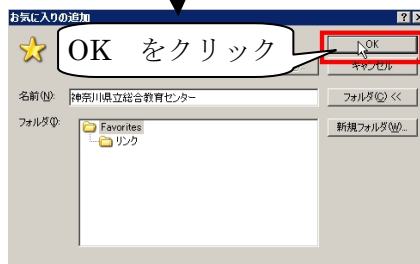 お気に入りの追加
OK をクリック
OK
キャンセル
名前(N):
神奈川県立総合教育センター
フォルダ(C) <<
フォルダ(I):
Favorites
リンク
新規フォルダ(W)...